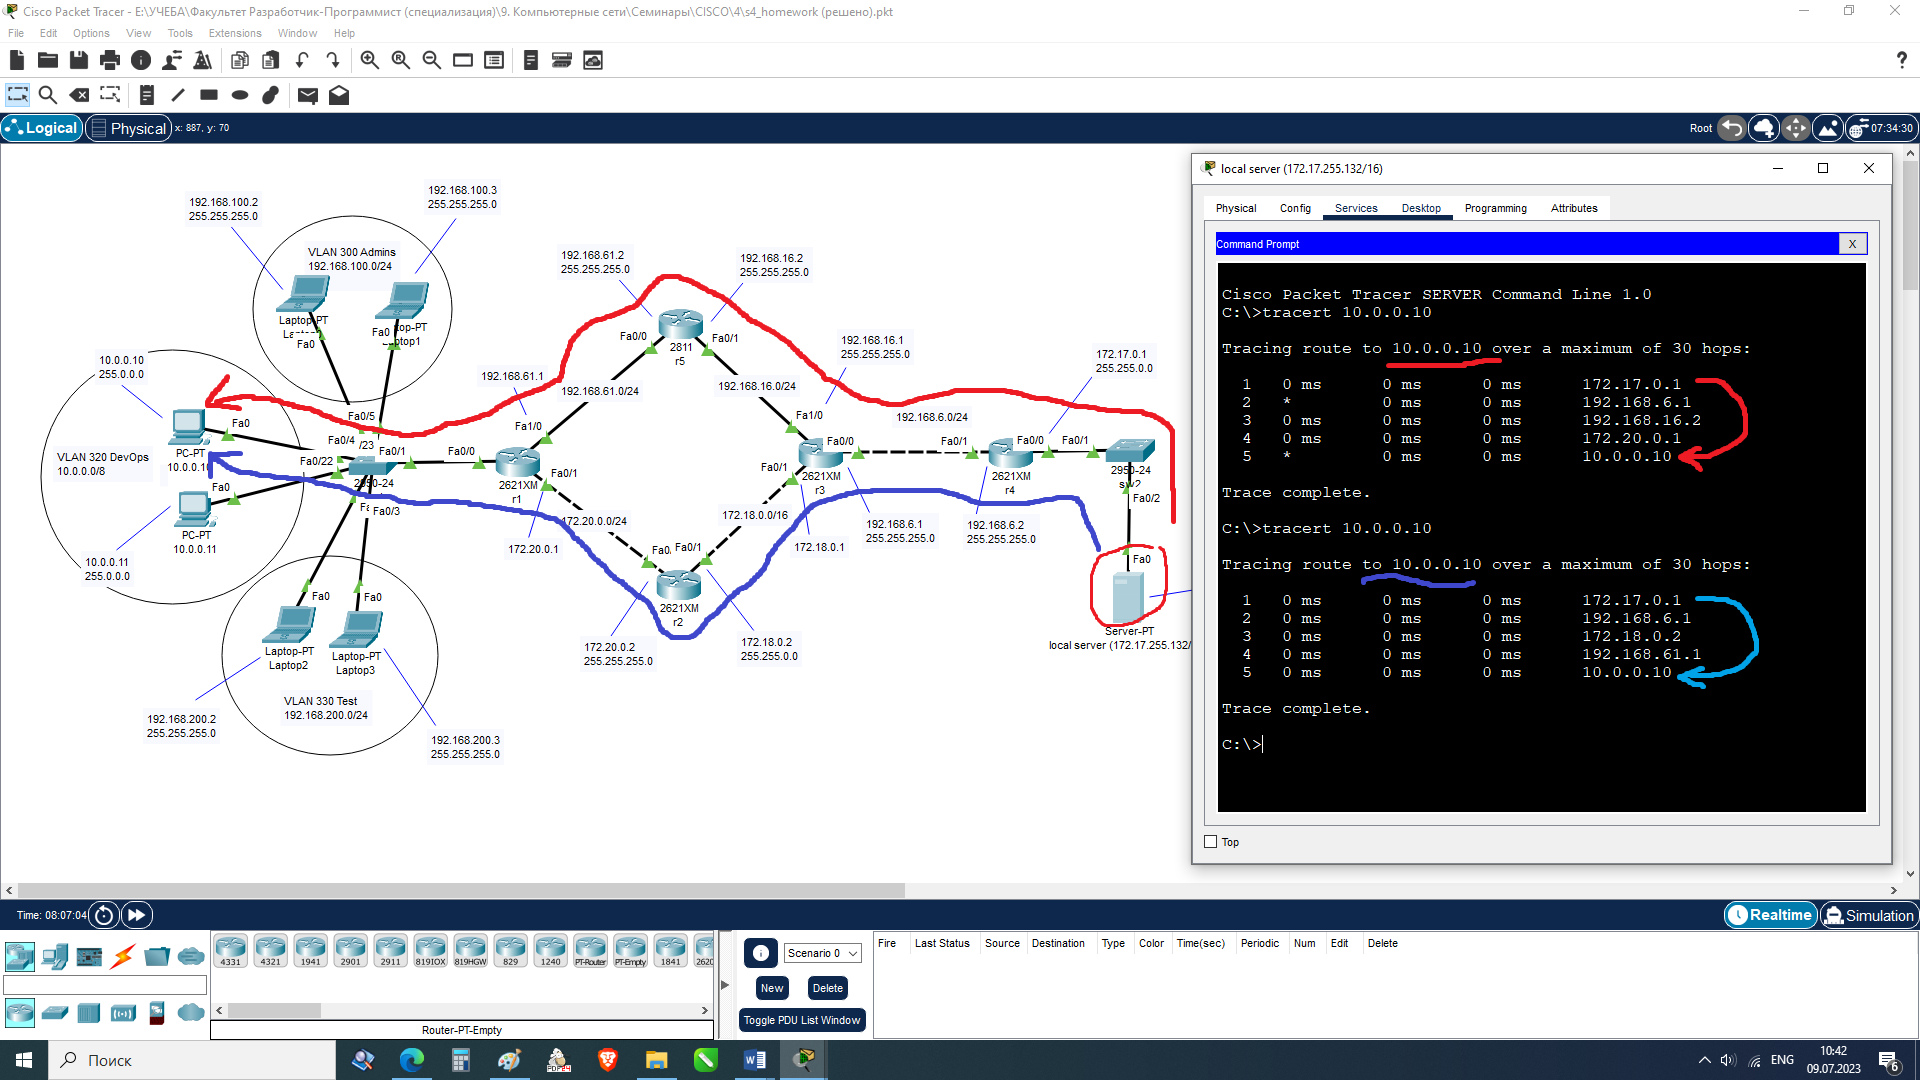 Cisco Packet Tracer - E:\УЧЕБА\Факультет Разработчик-Программист (специализация)\9. Компьютерные сети\Семинары\CISCO\4\s4_homework (решено).pkt
File Edit Options View Tools Extensions Window Help
Logical Physical x: 887, y: 70
Root 07:34:30
192.168.100.2
255.255.255.0
192.168.100.3
255.255.255.0
VLAN 300 Admins
192.168.100.0/24
Laptop-PT
Fa0
Fa0
10.0.0.10
255.0.0.0
Fa0
PC-PT
VLAN 320 DevOps
10.0.0.0/8
Fa0
PC-PT
10.0.0.11
10.0.0.11
255.0.0.0
Fa0/5
Fa0/4
Fa0/22
Fa0/1
Fa0/3
Fa0
Fa0
Laptop-PT
Laptop2
Laptop-PT
Laptop3
VLAN 330 Test
192.168.200.0/24
192.168.200.2
255.255.255.0
192.168.200.3
255.255.255.0
192.168.61.2
255.255.255.0
192.168.16.2
255.255.255.0
Fa0/0
Fa0/1
2811
r5
192.168.61.1
192.168.61.0/24
192.168.16.0/24
192.168.16.1
255.255.255.0
Fa1/0
Fa0/0
Fa0/1
2621XM
r1
172.20.0.1
172.20.0.0/24
Fa0/1
2621XM
r2
172.20.0.2
255.255.255.0
172.18.0.2
255.255.0.0
172.18.0.0/16
172.18.0.1
Fa1/0
Fa0/0
Fa0/1
2621XM
r3
192.168.6.0/24
192.168.6.1
255.255.255.0
192.168.6.2
255.255.255.0
Fa0/1
Fa0/0
2621XM
r4
172.17.0.1
255.255.0.0
Fa0/1
2950-24
Fa0/2
Fa0
Server-PT
local server (172.17.255.132/
local server (172.17.255.132/16)
Physical Config Services Desktop Programming Attributes
Command Prompt X
Cisco Packet Tracer SERVER Command Line 1.0
C:\>tracert 10.0.0.10
Tracing route to 10.0.0.10 over a maximum of 30 hops:
1 0 ms 0 ms 0 ms 172.17.0.1
2 * 0 ms 0 ms 192.168.6.1
3 0 ms 0 ms 0 ms 192.168.16.2
4 0 ms 0 ms 0 ms 172.20.0.1
5 * 0 ms 0 ms 10.0.0.10
Trace complete.
C:\>tracert 10.0.0.10
Tracing route to 10.0.0.10 over a maximum of 30 hops:
1 0 ms 0 ms 0 ms 172.17.0.1
2 0 ms 0 ms 0 ms 192.168.6.1
3 0 ms 0 ms 0 ms 172.18.0.2
4 0 ms 0 ms 0 ms 192.168.61.1
5 0 ms 0 ms 0 ms 10.0.0.10
Trace complete.
C:\>
Top
Time: 08:07:04
Realtime Simulation
4331 4321 1941 2901 2911 819IOX 819HGW 829 1240 PT-Router PT-Empty 1841
Router-PT-Empty
Scenario 0
New Delete
Toggle PDU List Window
Fire Last Status Source Destination Type Color Time(sec) Periodic Num Edit Delete
Поиск
ENG
10:42
09.07.2023
6